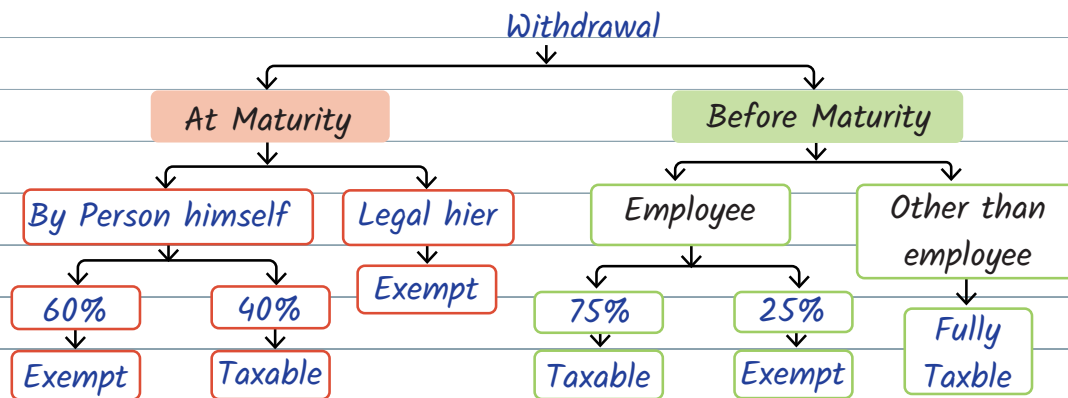 Withdrawal
At Maturity
Before Maturity
By Person himself
Legal hier
Employee
Other than
employee
Exempt
60%
40%
75%
25%
Fully
Taxble
Exempt
Taxable
Taxable
Exempt